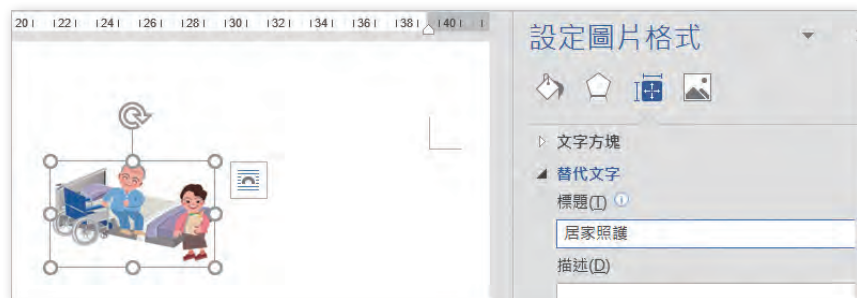 20 | | 22 | | 24 | | 26 | | 28 | | 30 | | 32 | | 34 | | 36 | | 38 | | 40 | |
設定圖片格式
文字方塊
替代文字
標題(T)
居家照護
描述(D)